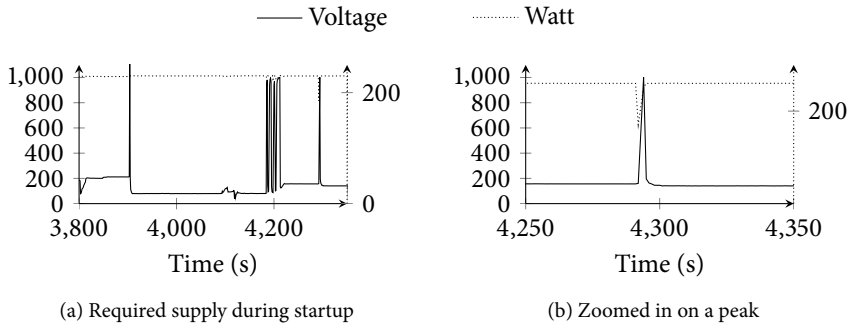 Voltage Watt
1,000
800
600
400
200
0
200
0
3,800 4,000 4,200
Time (s)
(a) Required supply during startup
1,000
800
600
400
200
0
200
4,250 4,300 4,350
Time (s)
(b) Zoomed in on a peak